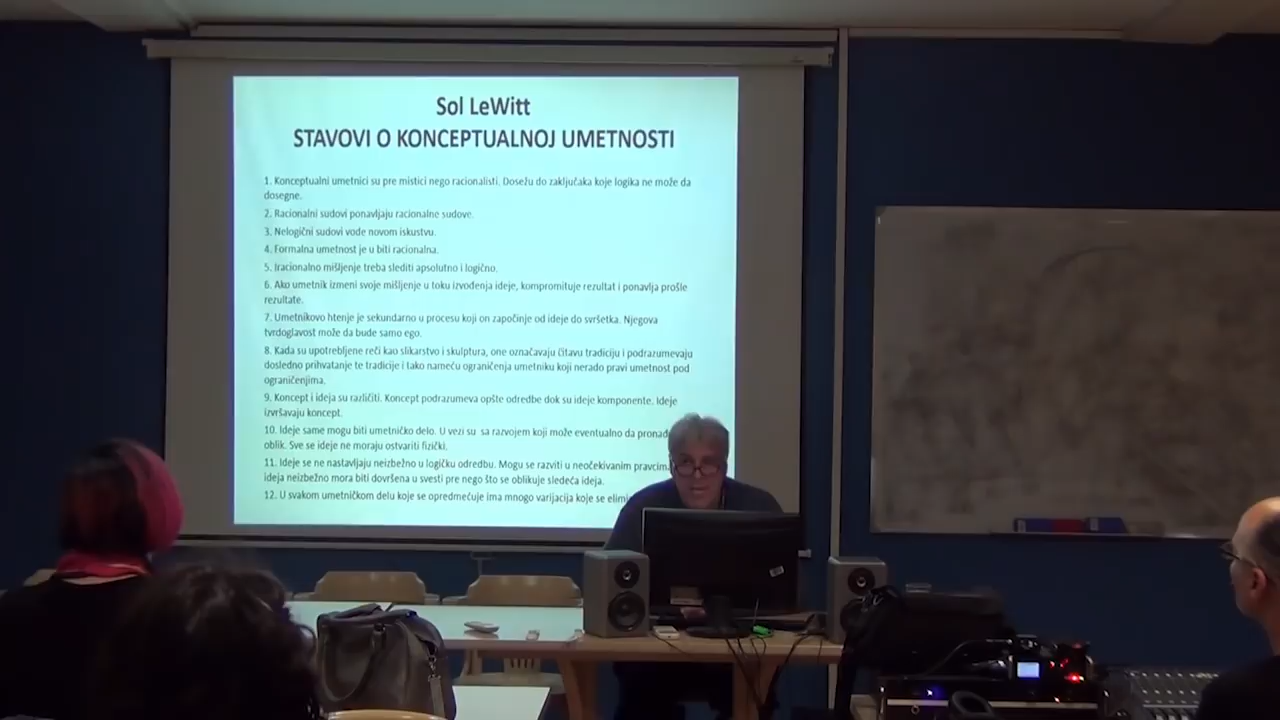 Sol LeWitt
STAVOVI O KONCEPTUALNOJ UMETNOSTI
1. Konceptualni umetnici su pre mistici nego racionalisti. Dosežu do zaključaka koje logika ne može da
dosegne.
2. Racionalni sudovi ponavljaju racionalne sudove.
3. Nelogični sudovi vode novom iskustvu.
4. Formalna umetnost je u biti racionalna.
5. Iracionalno mišljenje treba slediti apsolutno i logično.
6. Ako umetnik izmeni svoje mišljenje u toku izvođenja ideje, kompromituje rezultat i ponavlja prošle
rezultate.
7. Umetnikovo htenje je sekundarno u procesu koji on započinje od ideje do svršetka. Njegova
tvrdoglavost može da bude samo ego.
8. Kada su upotrebljene reči kao slikarstvo i skulptura, one označavaju čitavu tradiciju i podrazumevaju
dosledno prihvatanje te tradicije i tako nameću ograničenja umetniku koji nerado pravi umetnost pod
ograničenjima.
9. Koncept i ideja su različiti. Koncept podrazumeva opšte odredbe dok su ideje komponente. Ideje
izvršavaju koncept.
10. Ideje same mogu biti umetničko delo. U vezi su sa razvojem koji može eventualno da
oblik. Sve se ideje ne moraju ostvariti fizički.
11. Ideje se ne nastavljaju neizbežno u logičku odredbu. Mogu se razviti u neočekivanim
ideja neizbežno mora biti dovršena u svesti pre nego što se oblikuje sledeća ideja.
12. U svakom umetničkom delu koje se opredmećuje ima mnogo varijacija koje se